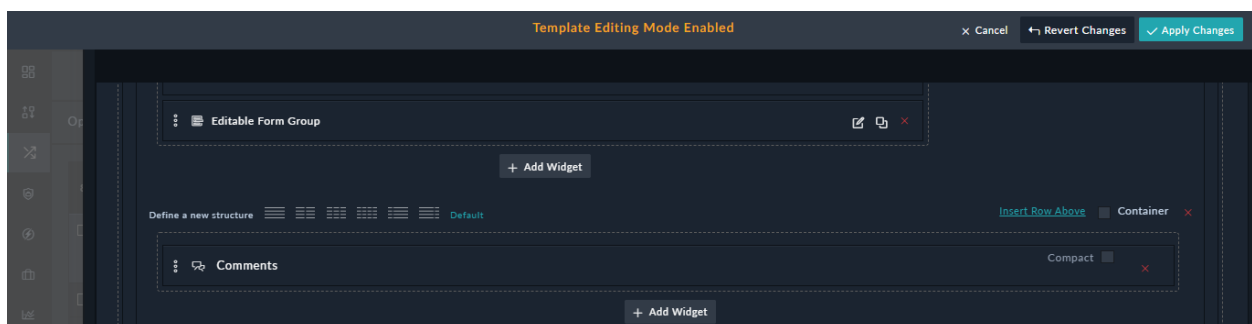 Template Editing Mode Enabled
Cancel
Revert Changes
Apply Changes
Op
Editable Form Group
+ Add Widget
Define a new structure
Default
Insert Row Above
Container
Comments
Compact
+ Add Widget